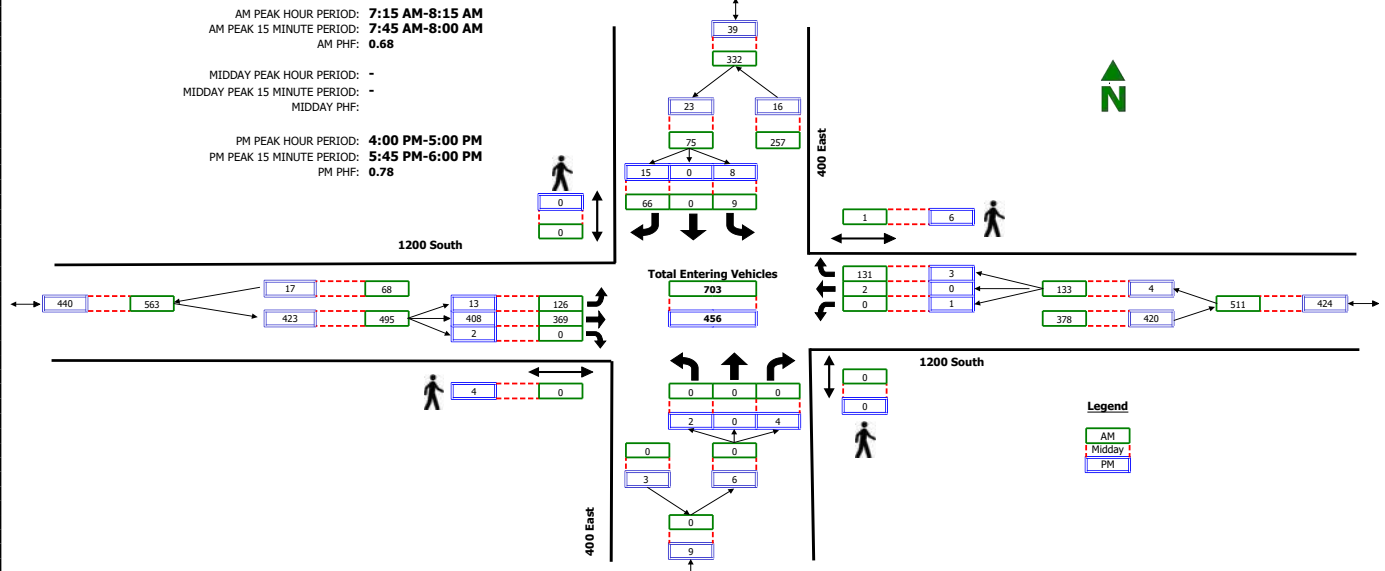 AM PEAK HOUR PERIOD: 7:15 AM-8:15 AM
AM PEAK 15 MINUTE PERIOD: 7:45 AM-8:00 AM
AM PHF: 0.68
MIDDAY PEAK HOUR PERIOD: -
MIDDAY PEAK 15 MINUTE PERIOD: -
MIDDAY PHF:
PM PEAK HOUR PERIOD: 4:00 PM-5:00 PM
PM PEAK 15 MINUTE PERIOD: 5:45 PM-6:00 PM
PM PHF: 0.78
39
332
23 16
75 257
15 0 8
66 0 9
N
400 East
0
0
1 6
1200 South
Total Entering Vehicles
703
456
440 563
17 68
423 495
13 126
408 369
2 0
131 3
2 0
0 1
133 4
378 420
511 424
1200 South
4 0
0
0
0 0 0
2 0 4
0 0
3 6
0
9
400 East
Legend
AM
Midday
PM